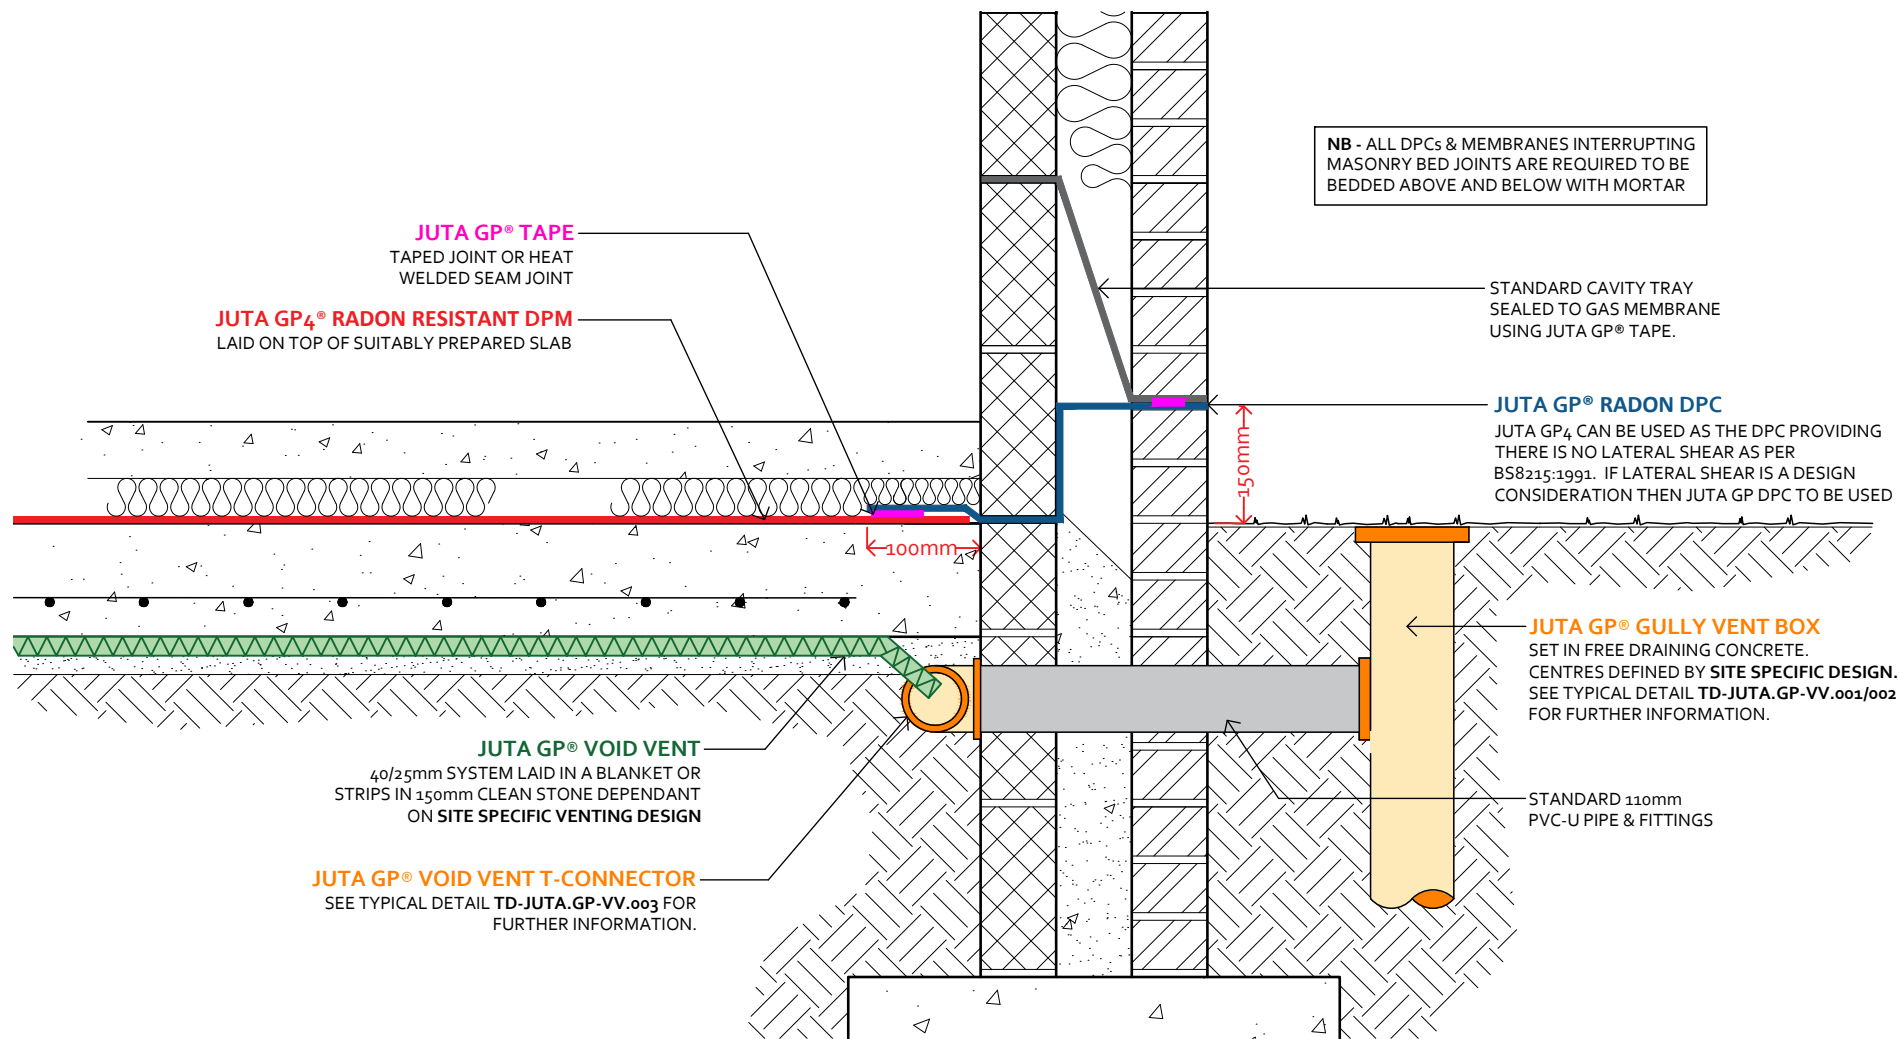 NB - ALL DPCs & MEMBRANES INTERRUPTING
MASONRY BED JOINTS ARE REQUIRED TO BE
BEDDED ABOVE AND BELOW WITH MORTAR
JUTA GP® TAPE
TAPED JOINT OR HEAT
WELDED SEAM JOINT
JUTA GP4® RADON RESISTANT DPM
LAID ON TOP OF SUITABLY PREPARED SLAB
STANDARD CAVITY TRAY
SEALED TO GAS MEMBRANE
USING JUTA GP® TAPE.
JUTA GP® RADON DPC
JUTA GP4 CAN BE USED AS THE DPC PROVIDING
THERE IS NO LATERAL SHEAR AS PER
BS8215:1991. IF LATERAL SHEAR IS A DESIGN
CONSIDERATION THEN JUTA GP DPC TO BE USED
150mm
100mm
JUTA GP® GULLY VENT BOX
SET IN FREE DRAINING CONCRETE.
CENTRES DEFINED BY SITE SPECIFIC DESIGN.
SEE TYPICAL DETAIL TD-JUTA.GP-VV.001/002
FOR FURTHER INFORMATION.
JUTA GP® VOID VENT
40/25mm SYSTEM LAID IN A BLANKET OR
STRIPS IN 150mm CLEAN STONE DEPENDANT
ON SITE SPECIFIC VENTING DESIGN
STANDARD 110mm
PVC-U PIPE & FITTINGS
JUTA GP® VOID VENT T-CONNECTOR
SEE TYPICAL DETAIL TD-JUTA.GP-VV.003 FOR
FURTHER INFORMATION.